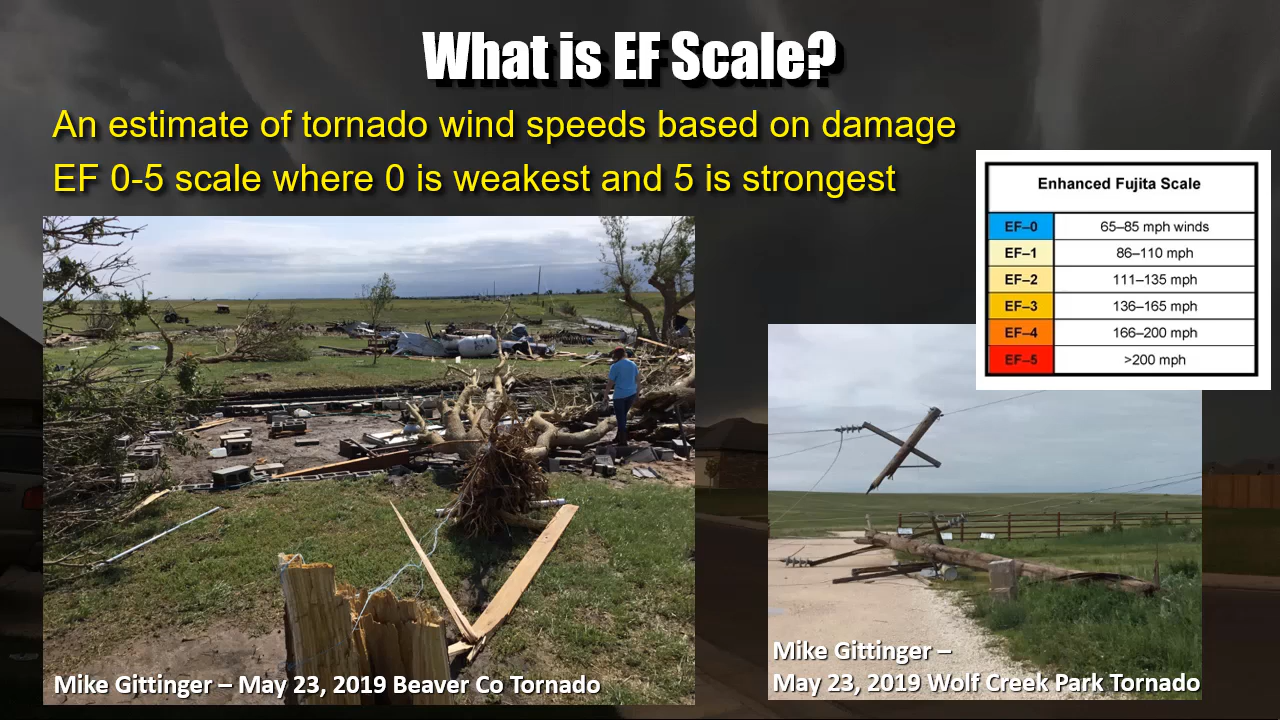 What is EF Scale?
An estimate of tornado wind speeds based on damage
EF 0-5 scale where 0 is weakest and 5 is strongest
Enhanced Fujita Scale
EF–0 65–85 mph winds
EF–1 86–110 mph
EF–2 111–135 mph
EF–3 136–165 mph
EF–4 166–200 mph
EF–5 >200 mph
Mike Gittinger – May 23, 2019 Beaver Co Tornado
Mike Gittinger –
May 23, 2019 Wolf Creek Park Tornado